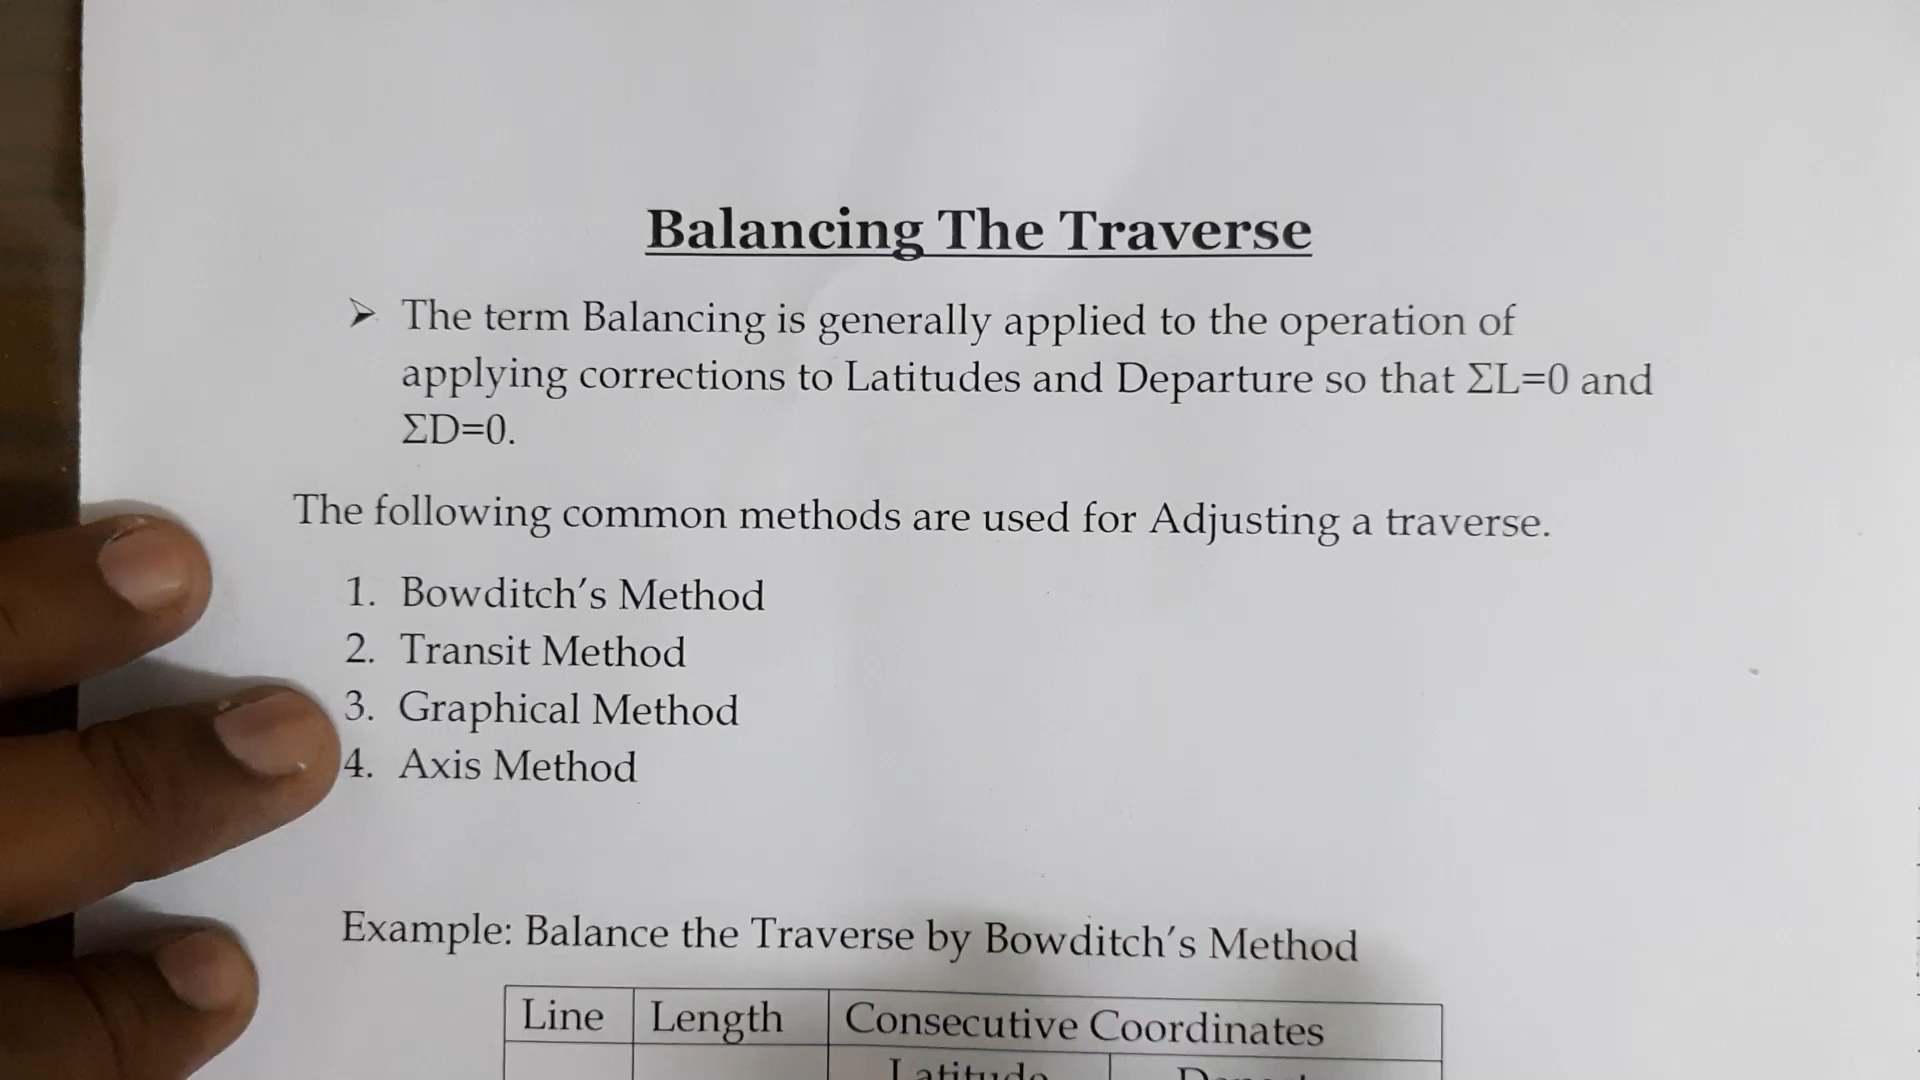 Balancing The Traverse
➢ The term Balancing is generally applied to the operation of
applying corrections to Latitudes and Departure so that ΣL=0 and
ΣD=0.
The following common methods are used for Adjusting a traverse.
1. Bowditch's Method
2. Transit Method
3. Graphical Method
4. Axis Method
Example: Balance the Traverse by Bowditch's Method
Line Length Consecutive Coordinates
Latitude